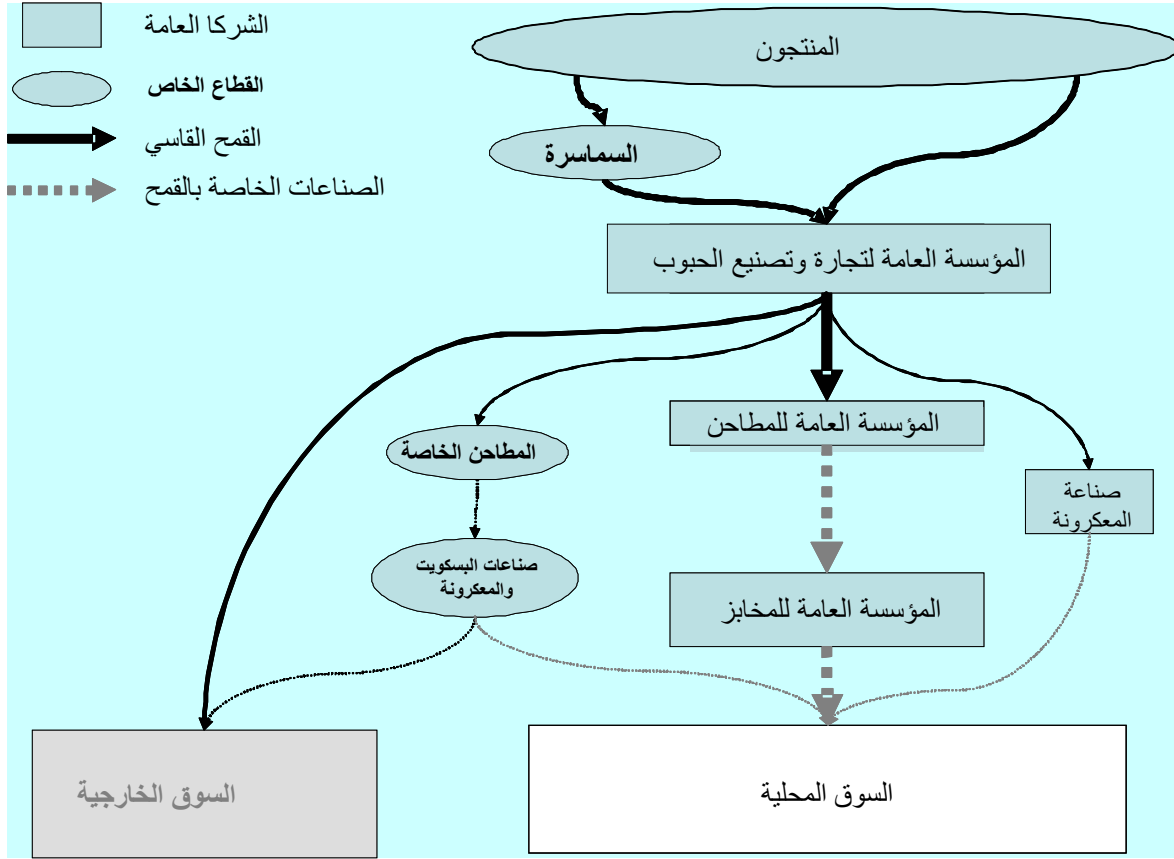 الشركا العامة
القطاع الخاص
القمح القاسي
الصناعات الخاصة بالقمح
المنتجون
السماسرة
المؤسسة العامة لتجارة وتصنيع الحبوب
المؤسسة العامة للمطاحن
المطاحن الخاصة
صناعة
المعكرونة
صناعات البسكويت
والمعكرونة
المؤسسة العامة للمخابز
السوق المحلية
السوق الخارجية